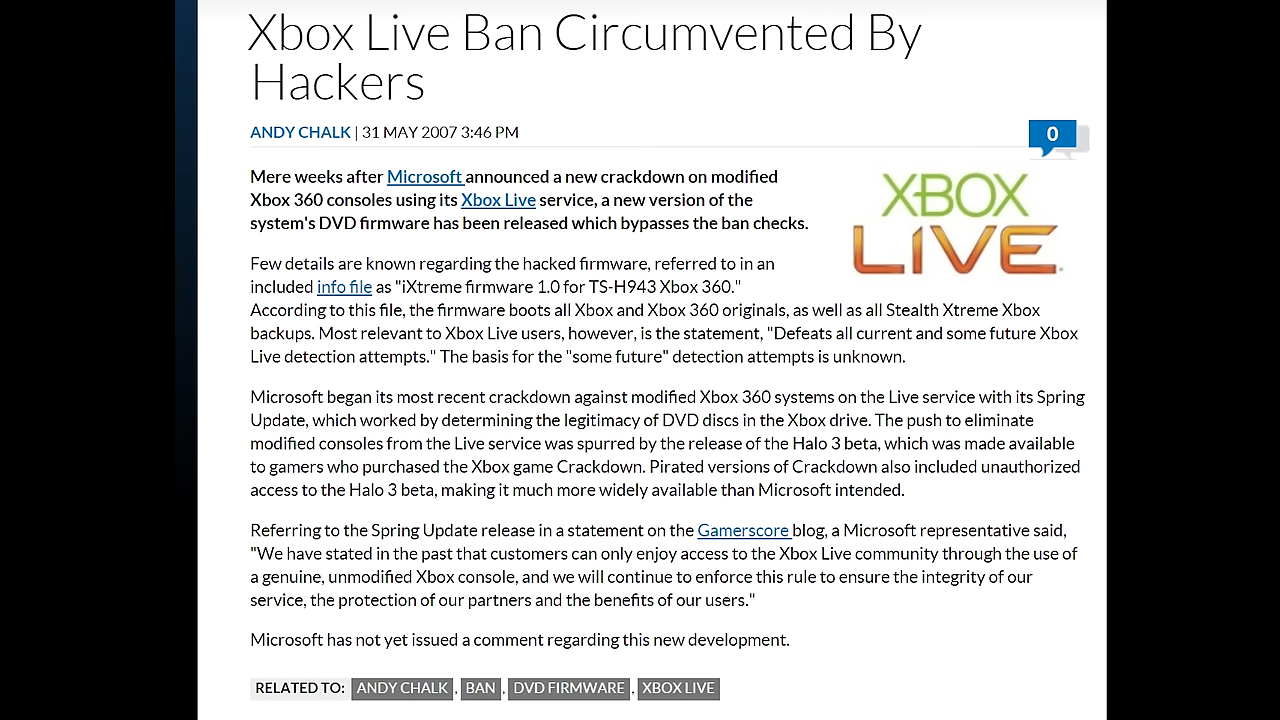 Xbox Live Ban Circumvented By
Hackers
ANDY CHALK | 31 MAY 2007 3:46 PM
0
Mere weeks after Microsoft announced a new crackdown on modified
Xbox 360 consoles using its Xbox Live service, a new version of the
system's DVD firmware has been released which bypasses the ban checks.
XBOX
LIVE
Few details are known regarding the hacked firmware, referred to in an
included info file as "iXtreme firmware 1.0 for TS-H943 Xbox 360."
According to this file, the firmware boots all Xbox and Xbox 360 originals, as well as all Stealth Xtreme Xbox
backups. Most relevant to Xbox Live users, however, is the statement, "Defeats all current and some future Xbox
Live detection attempts." The basis for the "some future" detection attempts is unknown.
Microsoft began its most recent crackdown against modified Xbox 360 systems on the Live service with its Spring
Update, which worked by determining the legitimacy of DVD discs in the Xbox drive. The push to eliminate
modified consoles from the Live service was spurred by the release of the Halo 3 beta, which was made available
to gamers who purchased the Xbox game Crackdown. Pirated versions of Crackdown also included unauthorized
access to the Halo 3 beta, making it much more widely available than Microsoft intended.
Referring to the Spring Update release in a statement on the Gamerscore blog, a Microsoft representative said,
"We have stated in the past that customers can only enjoy access to the Xbox Live community through the use of
a genuine, unmodified Xbox console, and we will continue to enforce this rule to ensure the integrity of our
service, the protection of our partners and the benefits of our users."
Microsoft has not yet issued a comment regarding this new development.
RELATED TO: ANDY CHALK , BAN , DVD FIRMWARE , XBOX LIVE